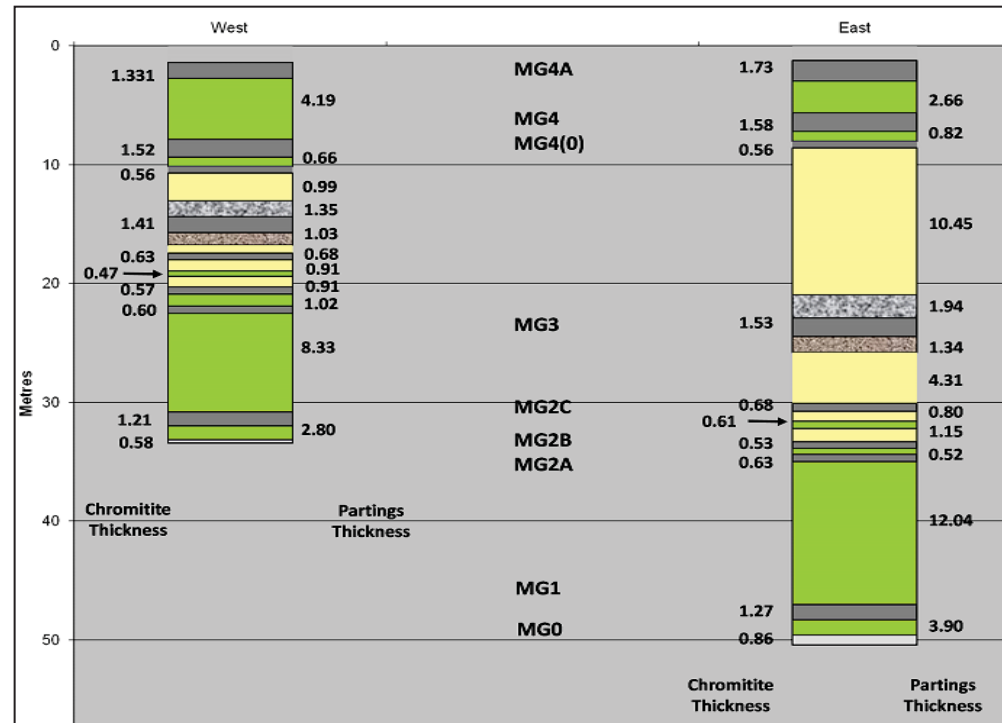 West
East
0
10
20
30
40
50
Metres
1.331
4.19
1.52
0.66
0.56
0.99
1.35
1.41
1.03
0.63
0.68
0.47
0.91
0.57
0.91
0.60
1.02
8.33
1.21
2.80
0.58
Chromitite
Thickness
Partings
Thickness
MG4A
MG4
MG4(0)
MG3
MG2C
MG2B
MG2A
MG1
MG0
1.73
2.66
1.58
0.82
0.56
10.45
1.94
1.53
1.34
4.31
0.68
0.80
0.61
1.15
0.53
0.52
0.63
12.04
1.27
3.90
0.86
Chromitite
Thickness
Partings
Thickness